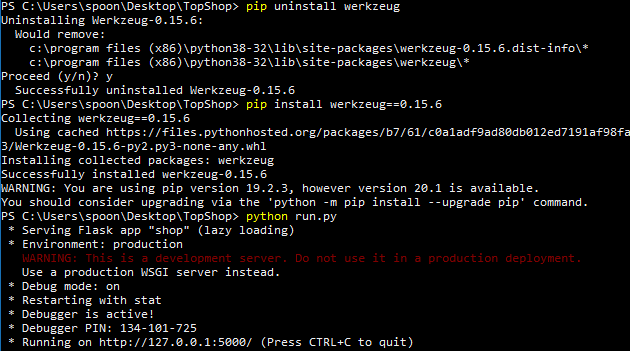 PS C:\Users\spoon\Desktop\TopShop> pip uninstall werkzeug
Uninstalling Werkzeug-0.15.6:
  Would remove:
    c:\program files (x86)\python38-32\lib\site-packages\werkzeug-0.15.6.dist-info\*
    c:\program files (x86)\python38-32\lib\site-packages\werkzeug\*
Proceed (y/n)? y
  Successfully uninstalled Werkzeug-0.15.6
PS C:\Users\spoon\Desktop\TopShop> pip install werkzeug==0.15.6
Collecting werkzeug==0.15.6
  Using cached https://files.pythonhosted.org/packages/b7/61/c0a1adf9ad80db012ed7191af98fa
3/Werkzeug-0.15.6-py2.py3-none-any.whl
Installing collected packages: werkzeug
Successfully installed werkzeug-0.15.6
WARNING: You are using pip version 19.2.3, however version 20.1 is available.
You should consider upgrading via the 'python -m pip install --upgrade pip' command.
PS C:\Users\spoon\Desktop\TopShop> python run.py
 * Serving Flask app "shop" (lazy loading)
 * Environment: production
   WARNING: This is a development server. Do not use it in a production deployment.
   Use a production WSGI server instead.
 * Debug mode: on
 * Restarting with stat
 * Debugger is active!
 * Debugger PIN: 134-101-725
 * Running on http://127.0.0.1:5000/ (Press CTRL+C to quit)